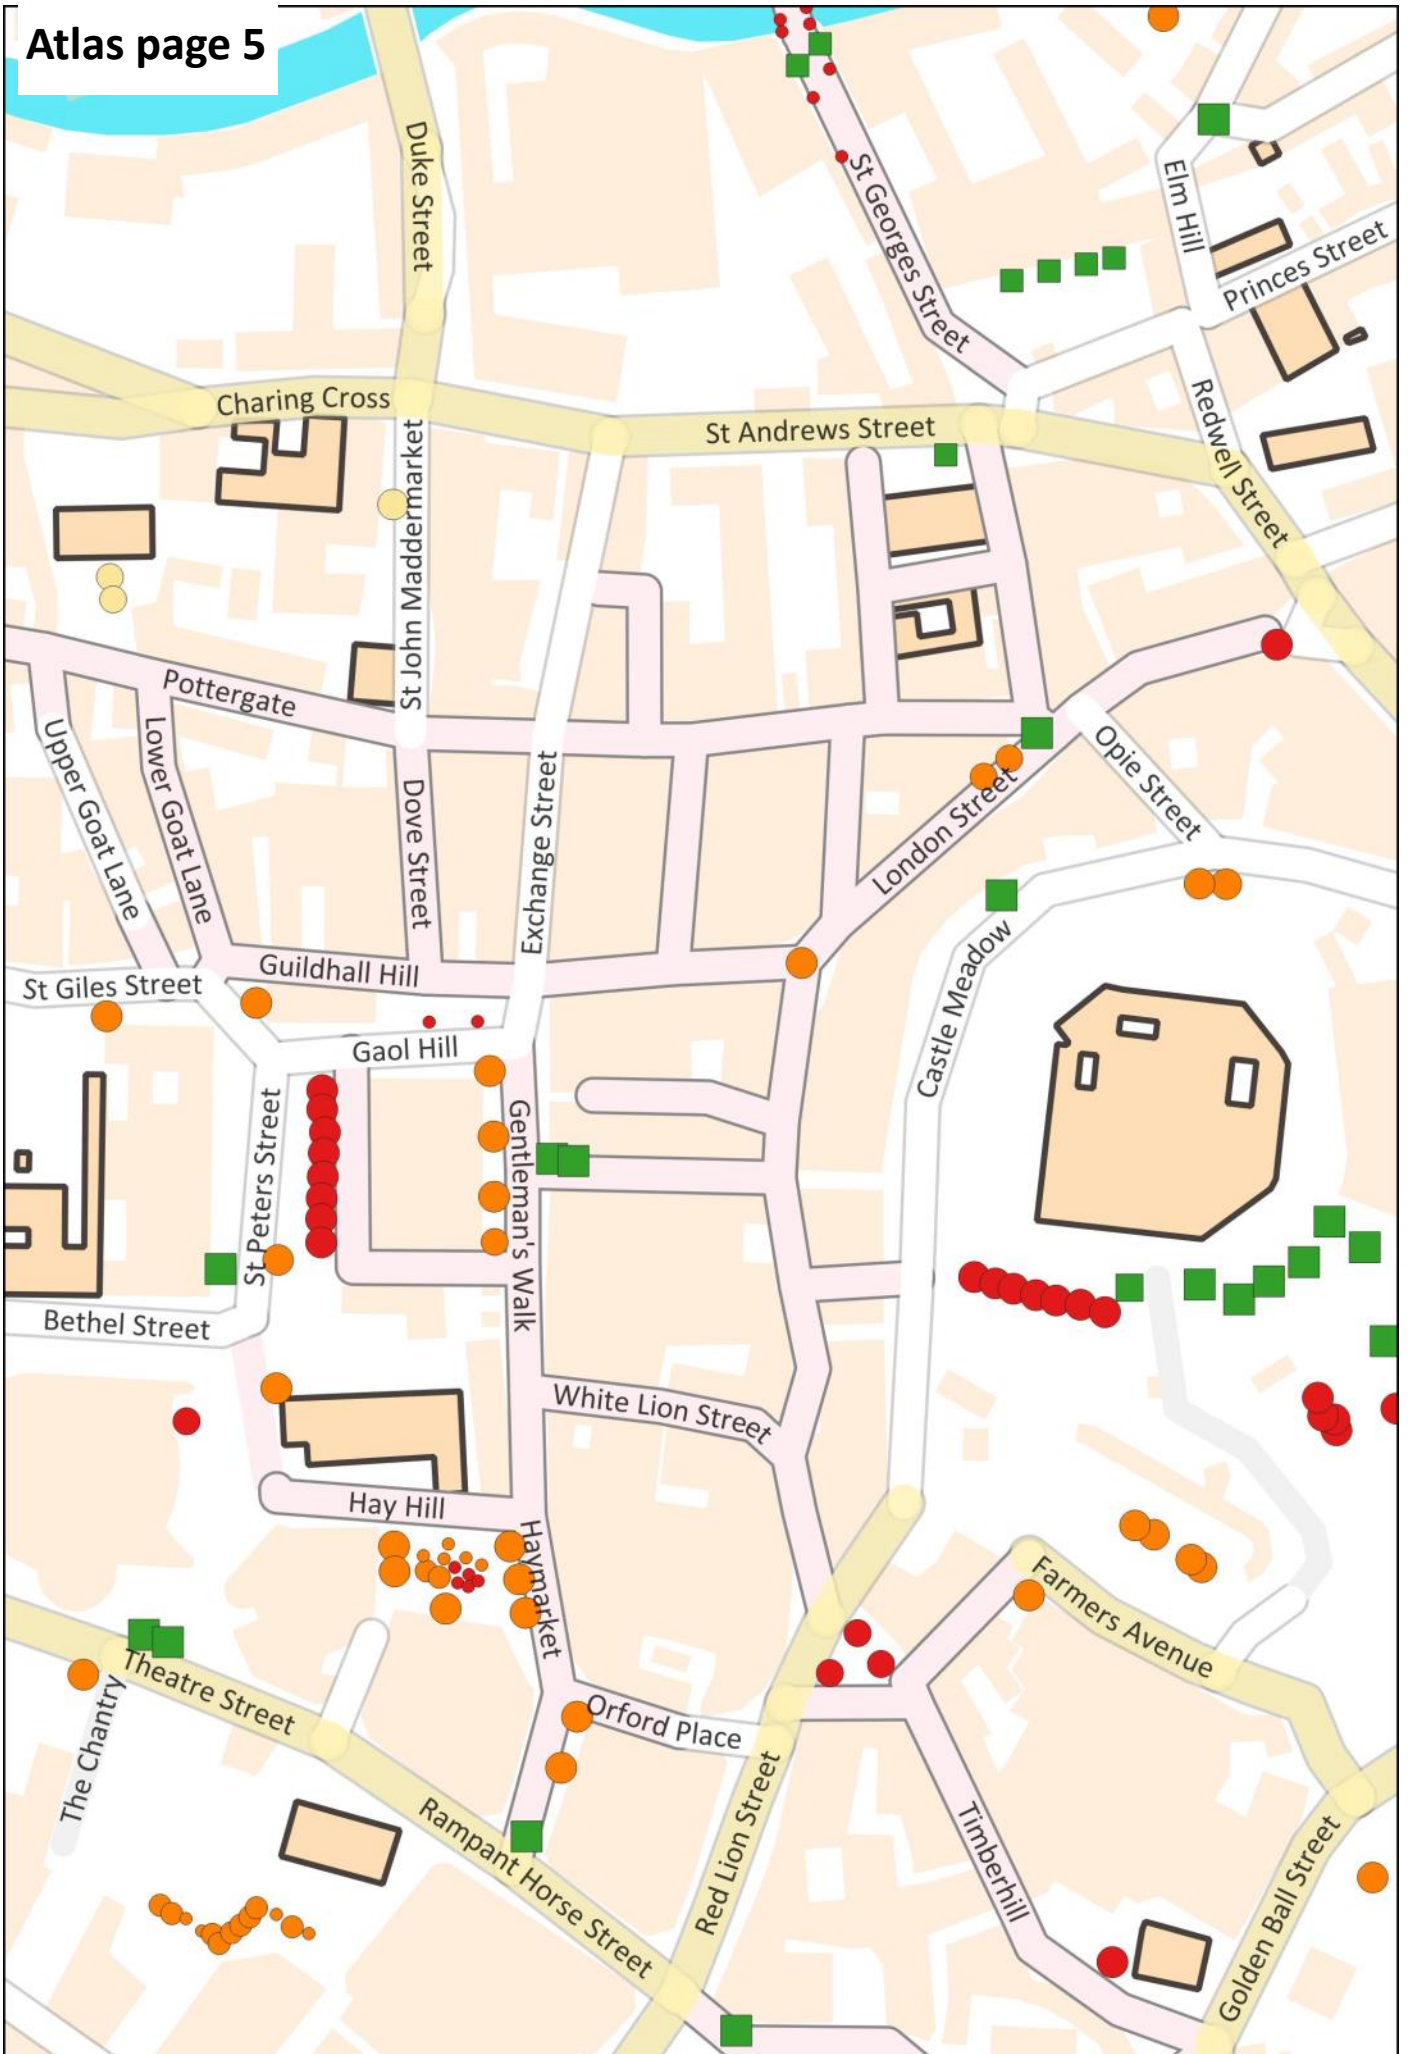 Atlas page 5
Duke Street
St Georges Street
Elm Hill
Princes Street
Charing Cross
St Andrews Street
Redwell Street
St John Maddermarket
Pottergate
Upper Goat Lane
Lower Goat Lane
Dove Street
Exchange Street
London Street
Opie Street
Castle Meadow
Guildhall Hill
St Giles Street
Gaol Hill
St Peters Street
Gentleman's Walk
Bethel Street
White Lion Street
Hay Hill
Haymarket
Farmers Avenue
Theatre Street
The Chantry
Orford Place
Rampant Horse Street
Red Lion Street
Timberhill
Golden Ball Street